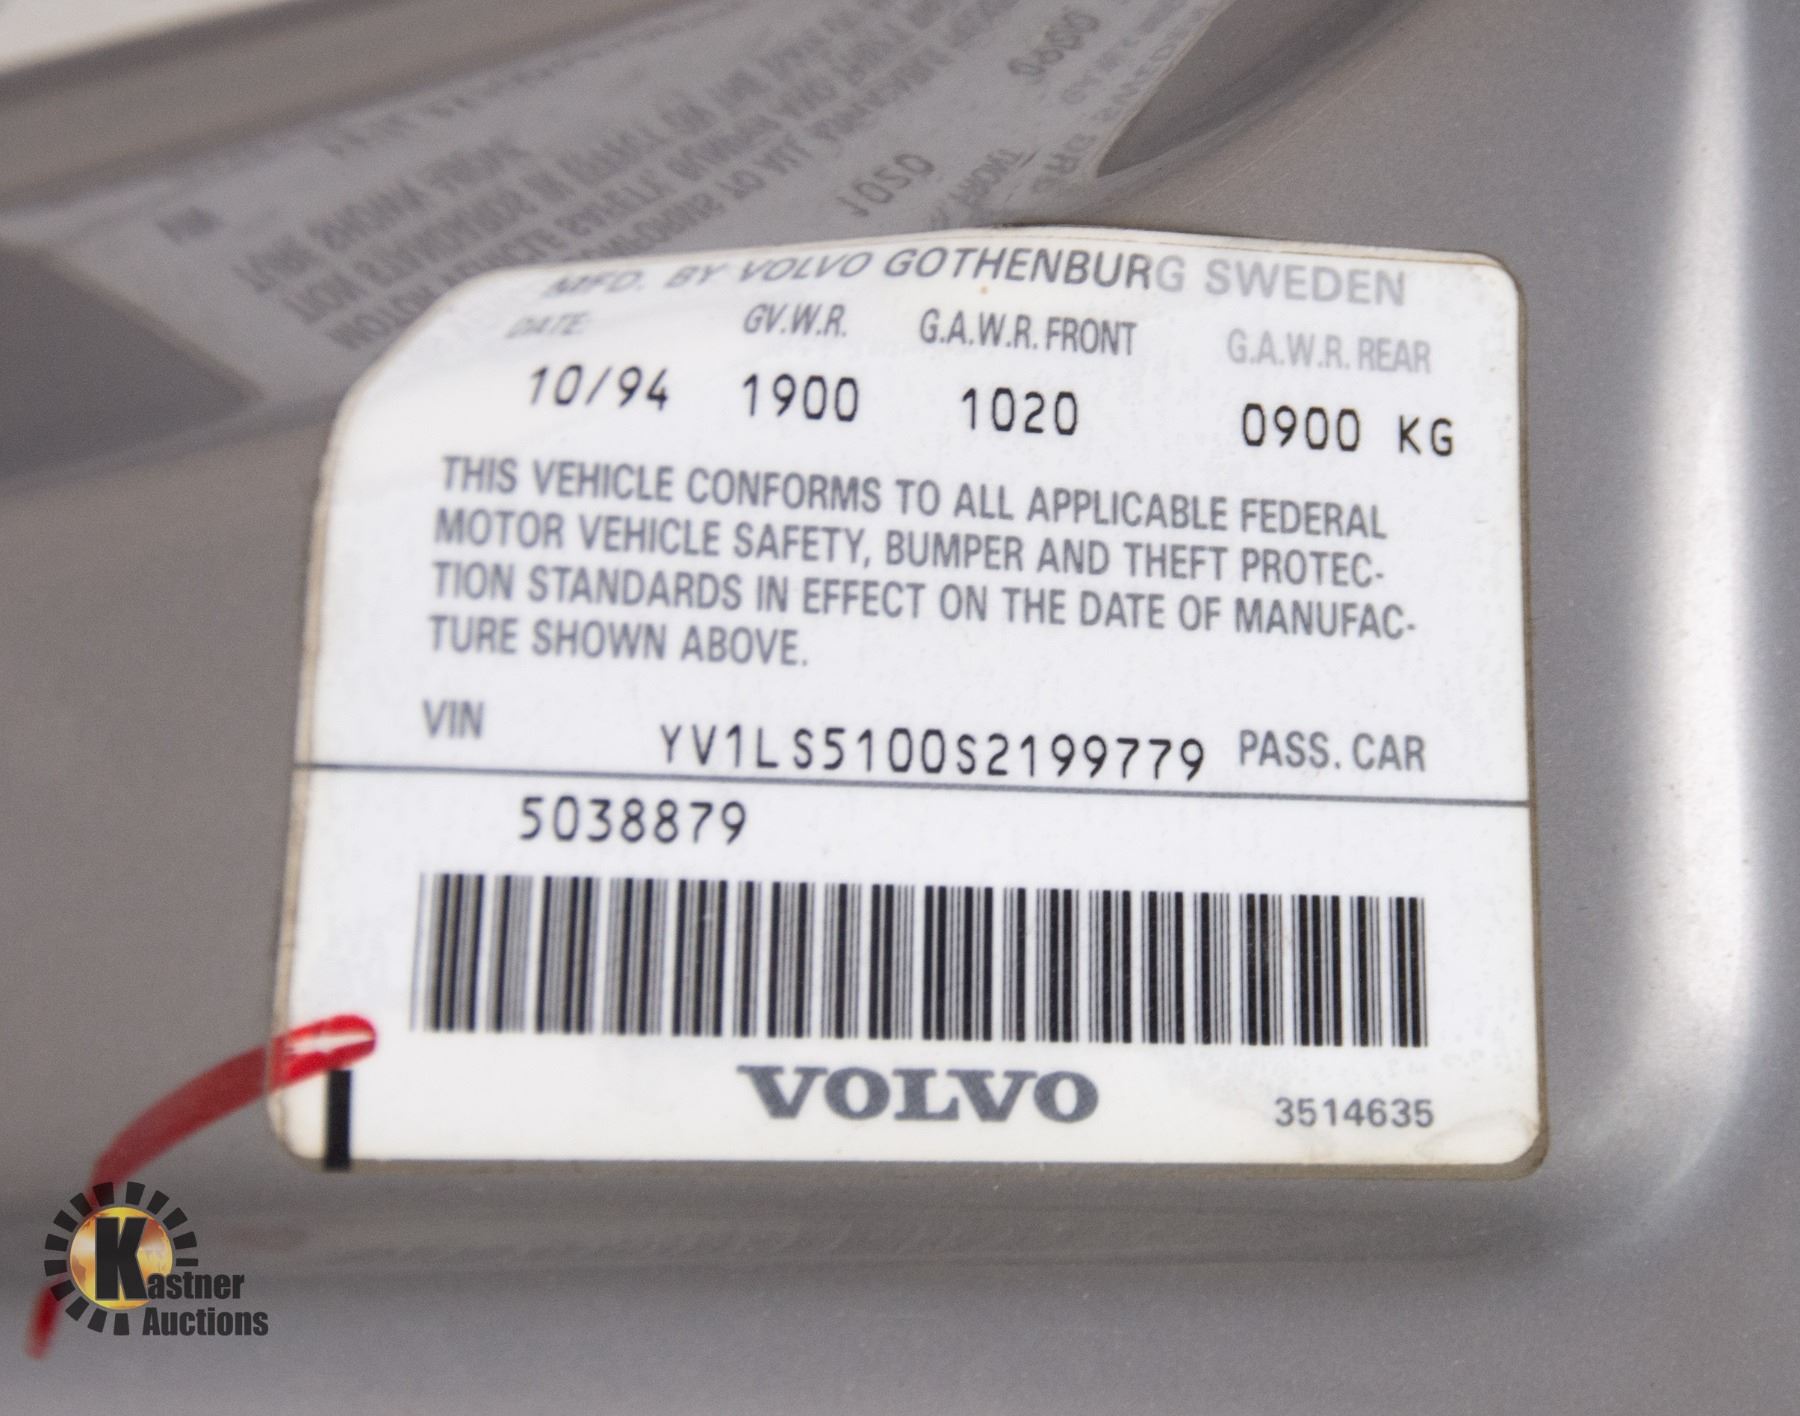 MFD. BY VOLVO GOTHENBURG SWEDEN
DATE G.V.W.R. G.A.W.R. FRONT G.A.W.R. REAR
10/94 1900 1020 0900 KG
THIS VEHICLE CONFORMS TO ALL APPLICABLE FEDERAL
MOTOR VEHICLE SAFETY, BUMPER AND THEFT PROTEC-
TION STANDARDS IN EFFECT ON THE DATE OF MANUFAC-
TURE SHOWN ABOVE.
VIN YV1LS5100S2199779 PASS. CAR
5038879
VOLVO
3514635
Kastner
Auctions